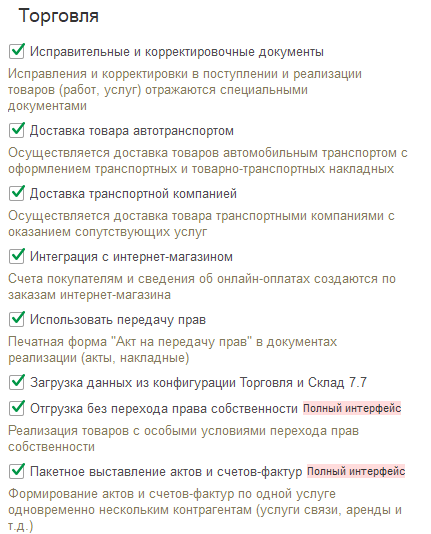 Торговля
Исправительные и корректировочные документы
Исправления и корректировки в поступлении и реализации
товаров (работ, услуг) отражаются специальными
документами
Доставка товара автотранспортом
Осуществляется доставка товаров автомобильным транспортом с
оформлением транспортных и товарно-транспортных накладных
Доставка транспортной компанией
Осуществляется доставка товара транспортными компаниями с
оказанием сопутствующих услуг
Интеграция с интернет-магазином
Счета покупателям и сведения об онлайн-оплатах создаются по
заказам интернет-магазина
Использовать передачу прав
Печатная форма "Акт на передачу прав" в документах
реализации (акты, накладные)
Загрузка данных из конфигурации Торговля и Склад 7.7
Отгрузка без перехода права собственности Полный интерфейс
Реализация товаров с особыми условиями перехода прав
собственности
Пакетное выставление актов и счетов-фактур Полный интерфейс
Формирование актов и счетов-фактур по одной услуге
одновременно нескольким контрагентам (услуги связи, аренды и
т.д.)